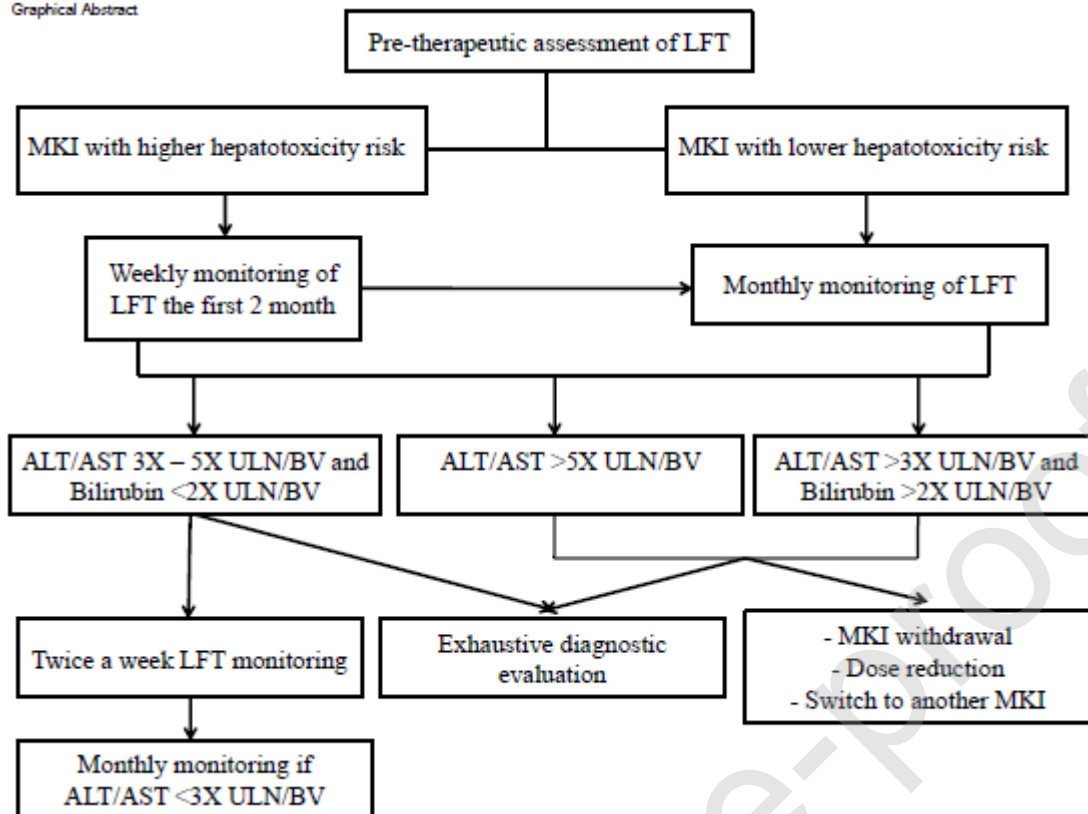 Graphical Abstract
Pre-therapeutic assessment of LFT
MKI with higher hepatotoxicity risk
MKI with lower hepatotoxicity risk
Weekly monitoring of
LFT the first 2 month
Monthly monitoring of LFT
ALT/AST 3X – 5X ULN/BV and
Bilirubin <2X ULN/BV
ALT/AST >5X ULN/BV
ALT/AST >3X ULN/BV and
Bilirubin >2X ULN/BV
Twice a week LFT monitoring
Exhaustive diagnostic
evaluation
- MKI withdrawal
- Dose reduction
- Switch to another MKI
Monthly monitoring if
ALT/AST <3X ULN/BV
e-proof